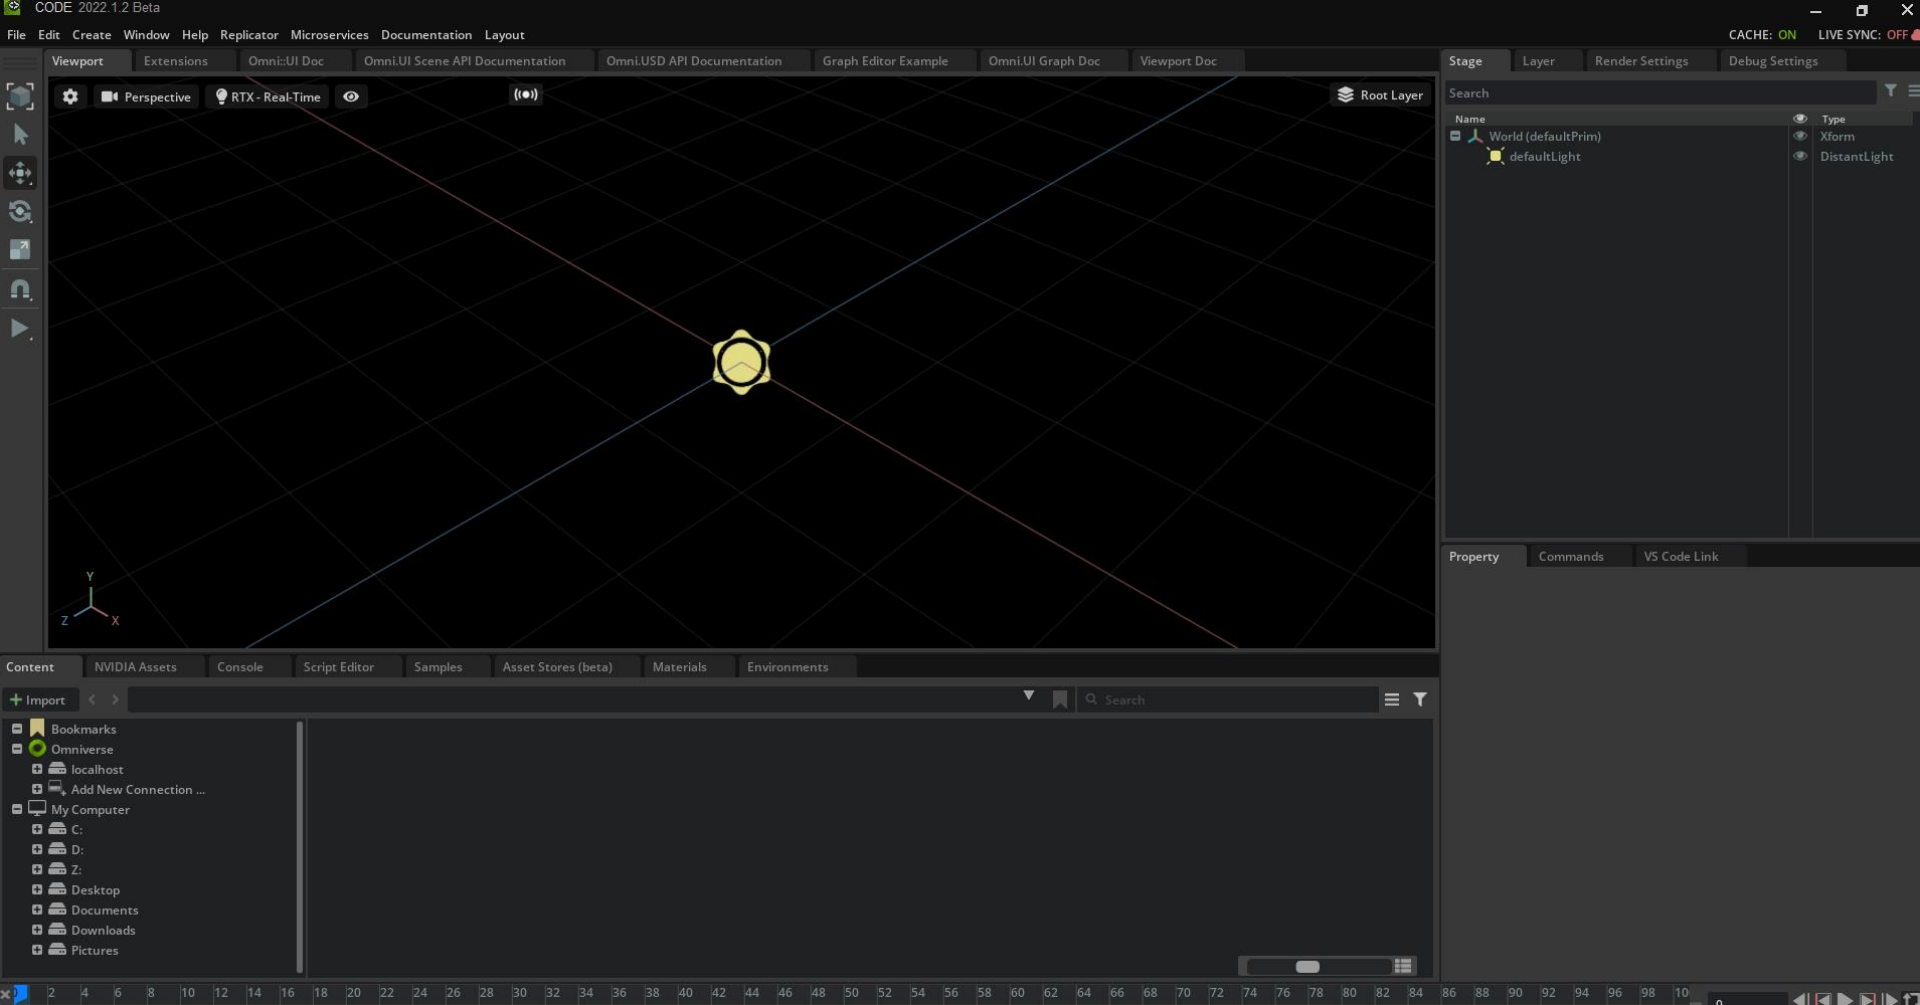 CODE 2022.1.2 Beta
File Edit Create Window Help Replicator Microservices Documentation Layout CACHE: ON LIVE SYNC: OFF
Viewport Extensions Omni::UI Doc Omni.UI Scene API Documentation Omni.USD API Documentation Graph Editor Example Omni.UI Graph Doc Viewport Doc
Stage Layer Render Settings Debug Settings
Perspective RTX - Real-Time Root Layer
Search
Name Type
World (defaultPrim) Xform
defaultLight DistantLight
Y
Z X
Property Commands VS Code Link
Content NVIDIA Assets Console Script Editor Samples Asset Stores (beta) Materials Environments
Import Search
Bookmarks
Omniverse
localhost
Add New Connection ...
My Computer
C:
D:
Z:
Desktop
Documents
Downloads
Pictures
2 4 6 8 10 12 14 16 18 20 22 24 26 28 30 32 34 36 38 40 42 44 46 48 50 52 54 56 58 60 62 64 66 68 70 72 74 76 78 80 82 84 86 88 90 92 94 96 98 10